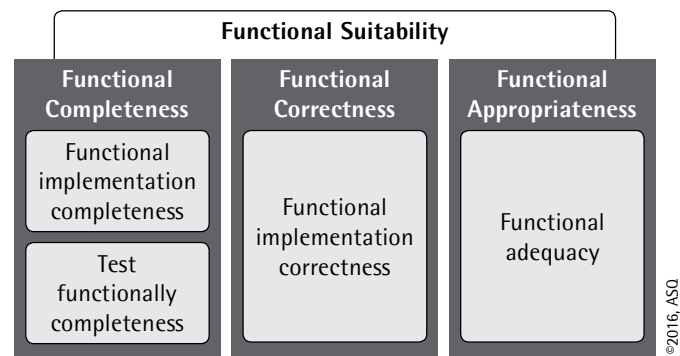 Functional Suitability
Functional
Completeness
Functional
implementation
completeness
Test
functionally
completeness
Functional
Correctness
Functional
implementation
correctness
Functional
Appropriateness
Functional
adequacy
©2016, ASQ